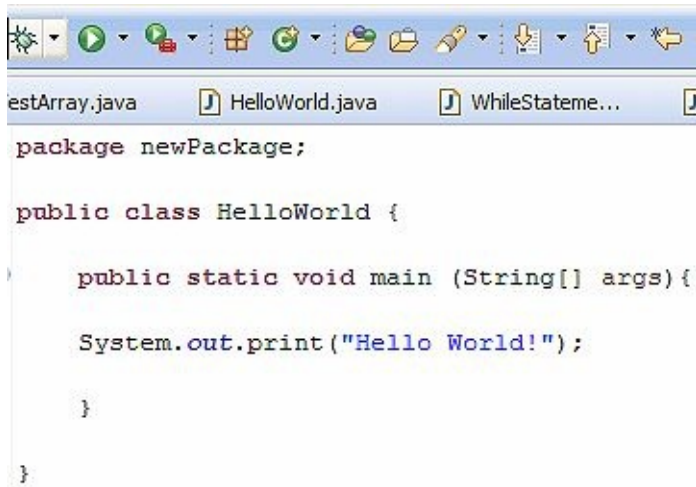 estArray.java HelloWorld.java WhileStateme...
package newPackage;
public class HelloWorld {
public static void main (String[] args){
System.out.print("Hello World!");
}
}